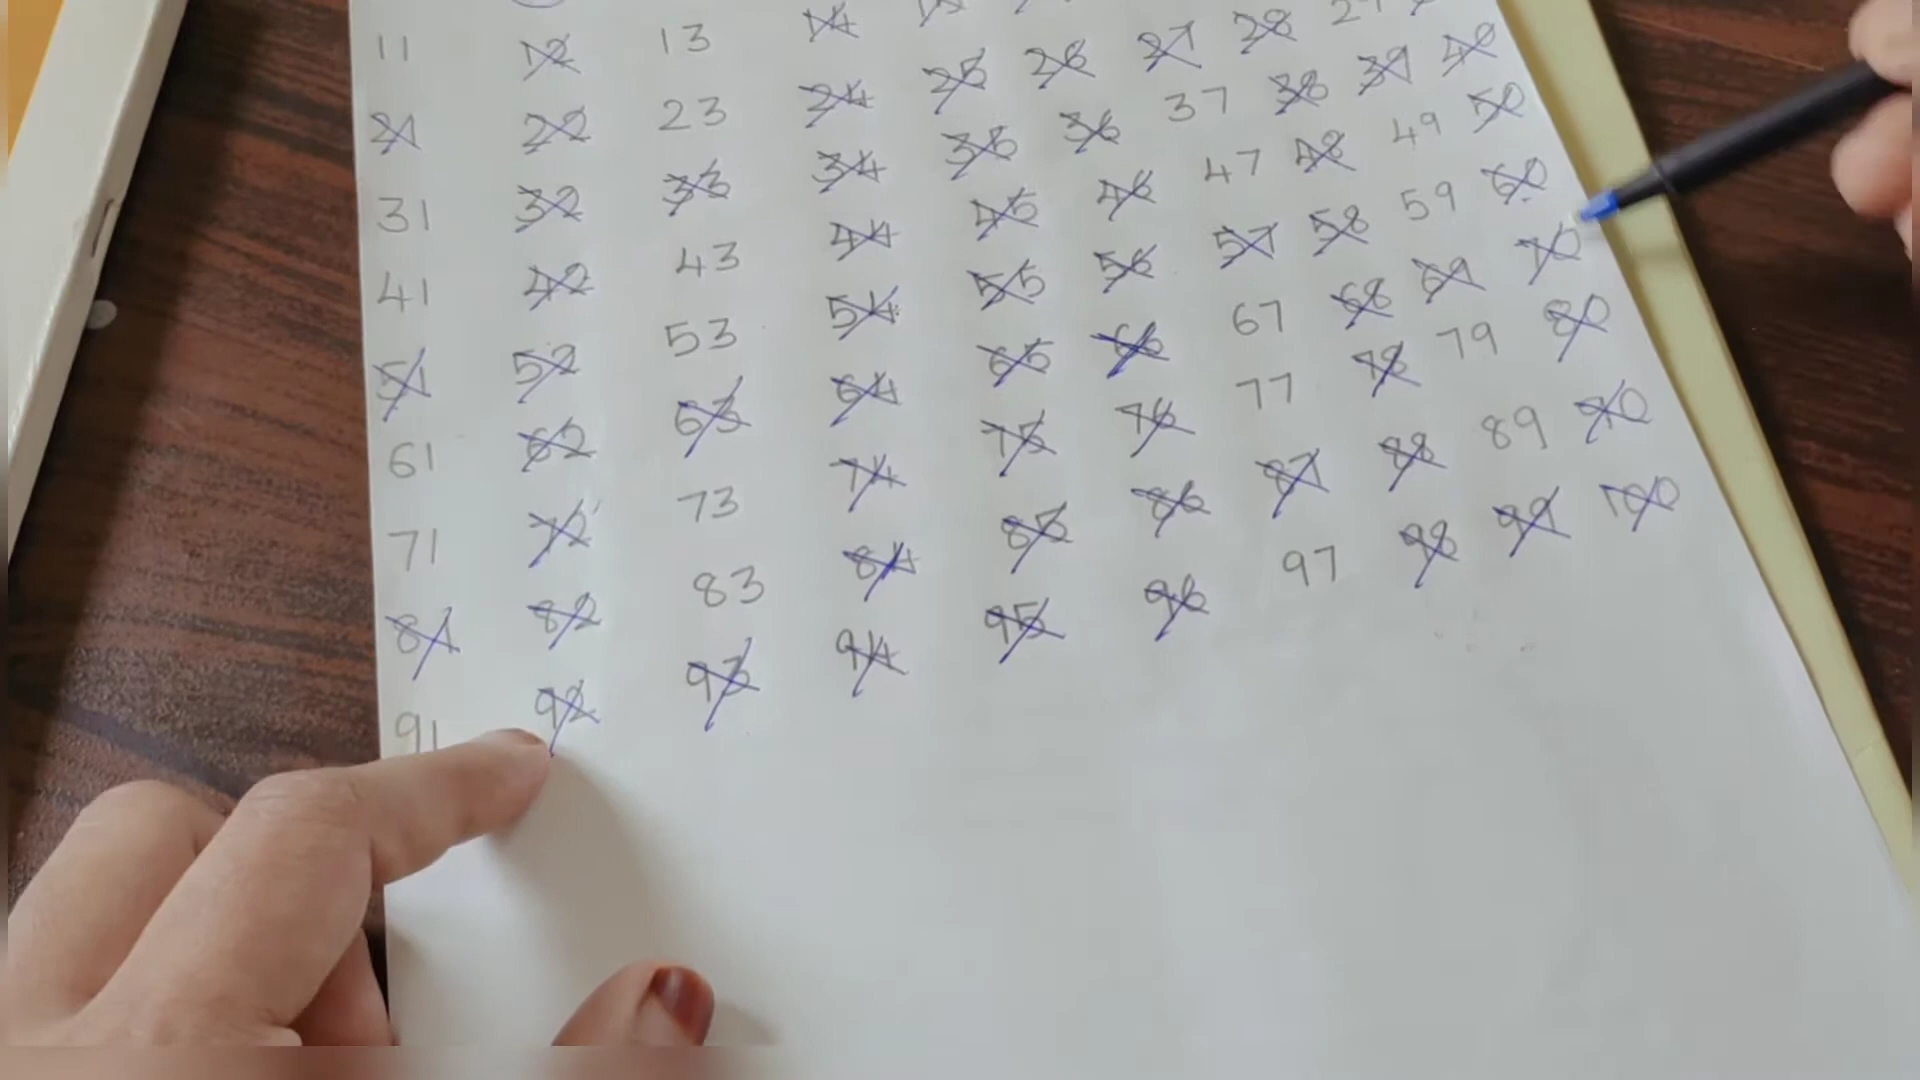 11 12 13 14
21 22 23 24 25 26 27 28
31 32 33 34 35 36 37 38 39 40
41 42 43 44 45 46 47 48 49 50
51 52 53 54 55 56 57 58 59 60
61 62 63 64 65 66 67 68 69 70
71 72 73 74 75 76 77 78 79 80
81 82 83 84 85 86 87 88 89 90
91 92 93 94 95 96 97 98 99 100